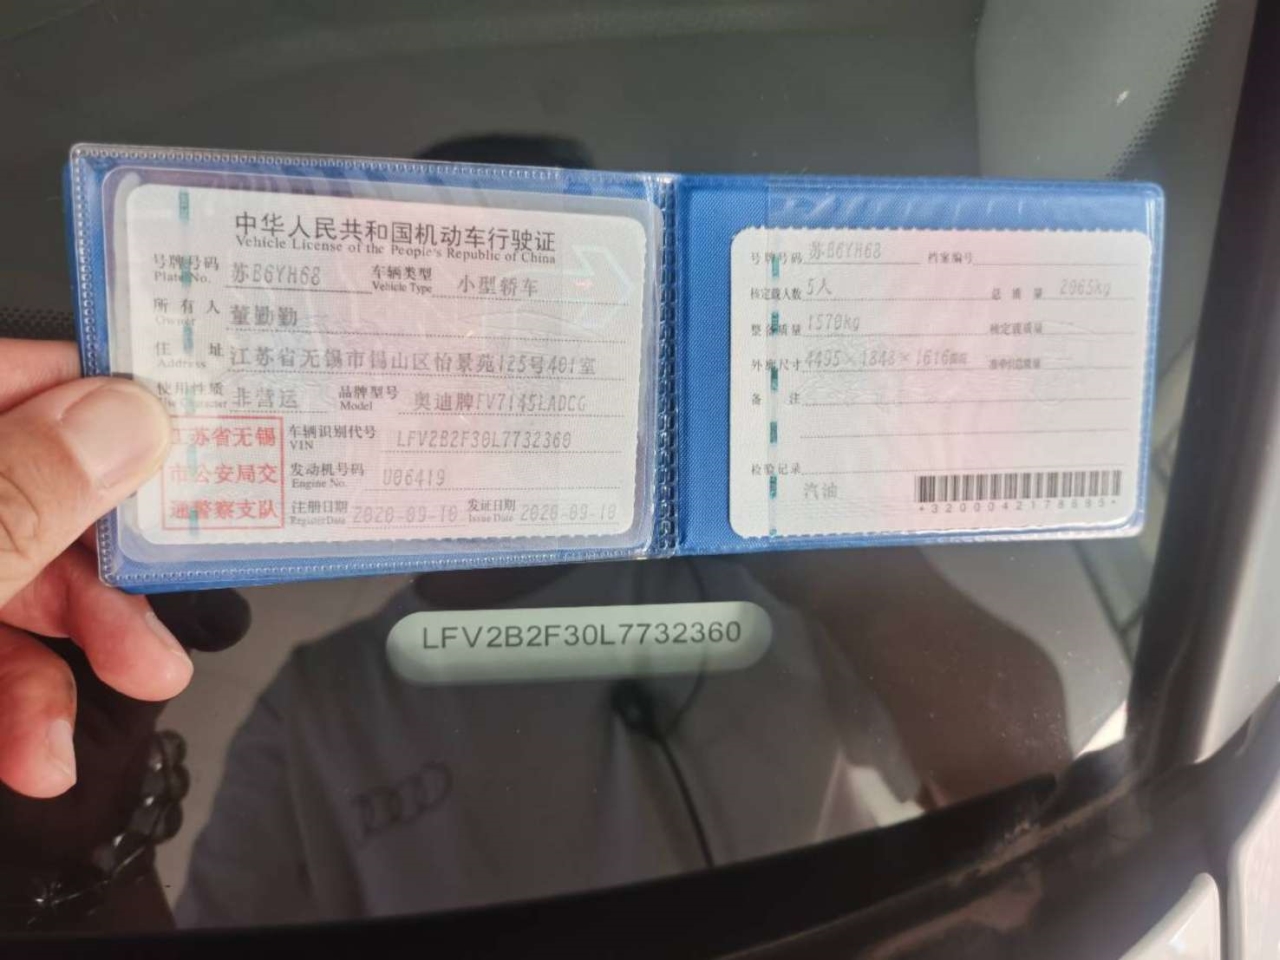 中华人民共和国机动车行驶证
Vehicle License of the People's Republic of China
号牌号码 苏B6YH68 车辆类型 小型轿车
Plate No. Vehicle Type
所有人 董勤勤
Owner
住址 江苏省无锡市锡山区怡景苑125号401室
Address
使用性质 非营运 品牌型号 奥迪牌FV7145LADCG
Model
车辆识别代号 LFV2B2F30L7732360
VIN
发动机号码 U06419
Engine No.
注册日期 2020-09-10 发证日期 2020-09-10
Register Date Issue Date
江苏省无锡
市公安局交
通警察支队
号牌号码 苏B6YH68 档案编号
核定载人数 5人 总质量 2065kg
整备质量 1570kg 核定载质量
外廓尺寸 4495×1848×1616mm 准牵引总质量
备注
检验记录
汽油
*3200042178595*
LFV2B2F30L7732360